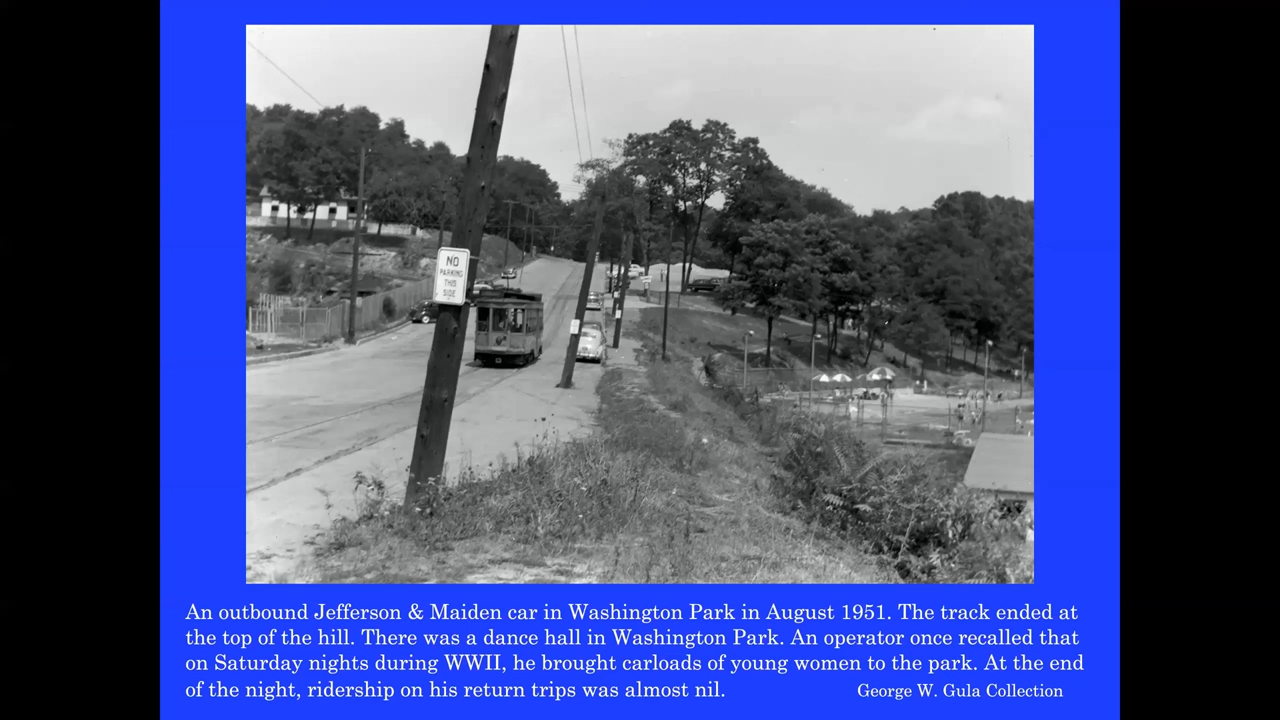 NO
PARKING
THIS
SIDE
An outbound Jefferson & Maiden car in Washington Park in August 1951. The track ended at
the top of the hill. There was a dance hall in Washington Park. An operator once recalled that
on Saturday nights during WWII, he brought carloads of young women to the park. At the end
of the night, ridership on his return trips was almost nil. George W. Gula Collection